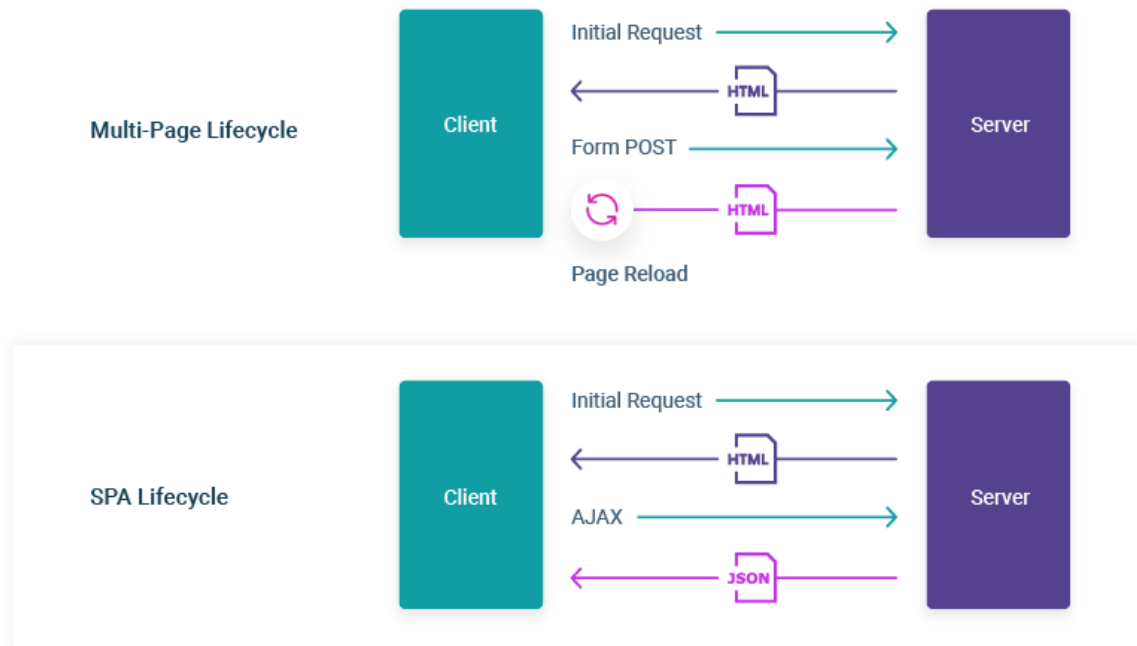 Initial Request
HTML
Multi-Page Lifecycle
Client
Server
Form POST
HTML
Page Reload
Initial Request
HTML
SPA Lifecycle
Client
Server
AJAX
JSON